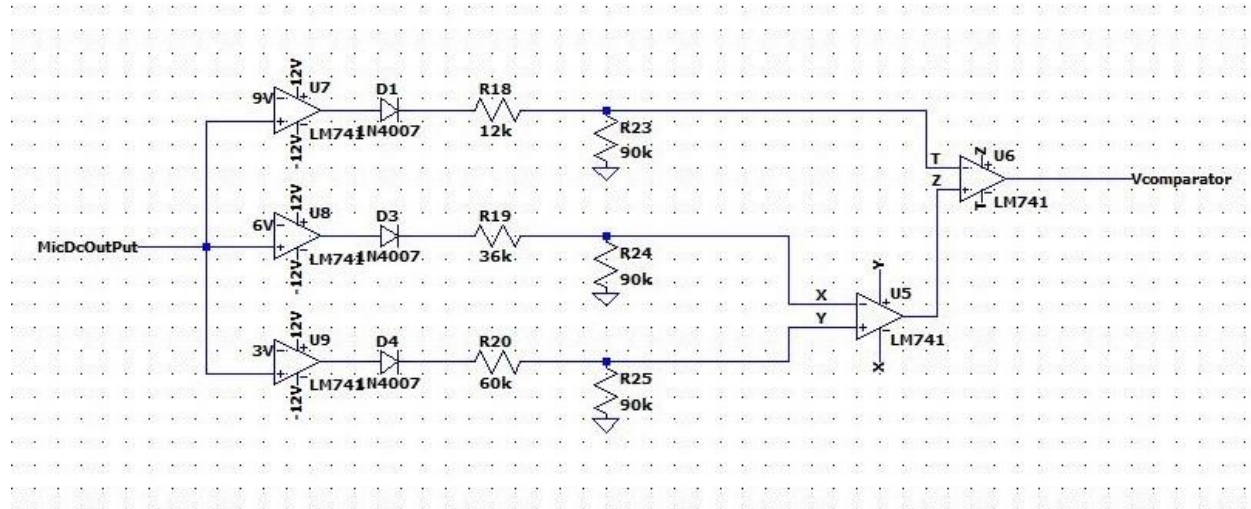 12V
9V
U7
LM741
-12V
D1
1N4007
R18
12k
R23
90k
T
Z
Z
U6
T
LM741
Vcomparator
12V
6V
U8
LM741
-12V
D3
1N4007
R19
36k
R24
90k
MicDcOutPut
X
Y
Y
U5
LM741
X
12V
3V
U9
LM741
-12V
D4
1N4007
R20
60k
R25
90k